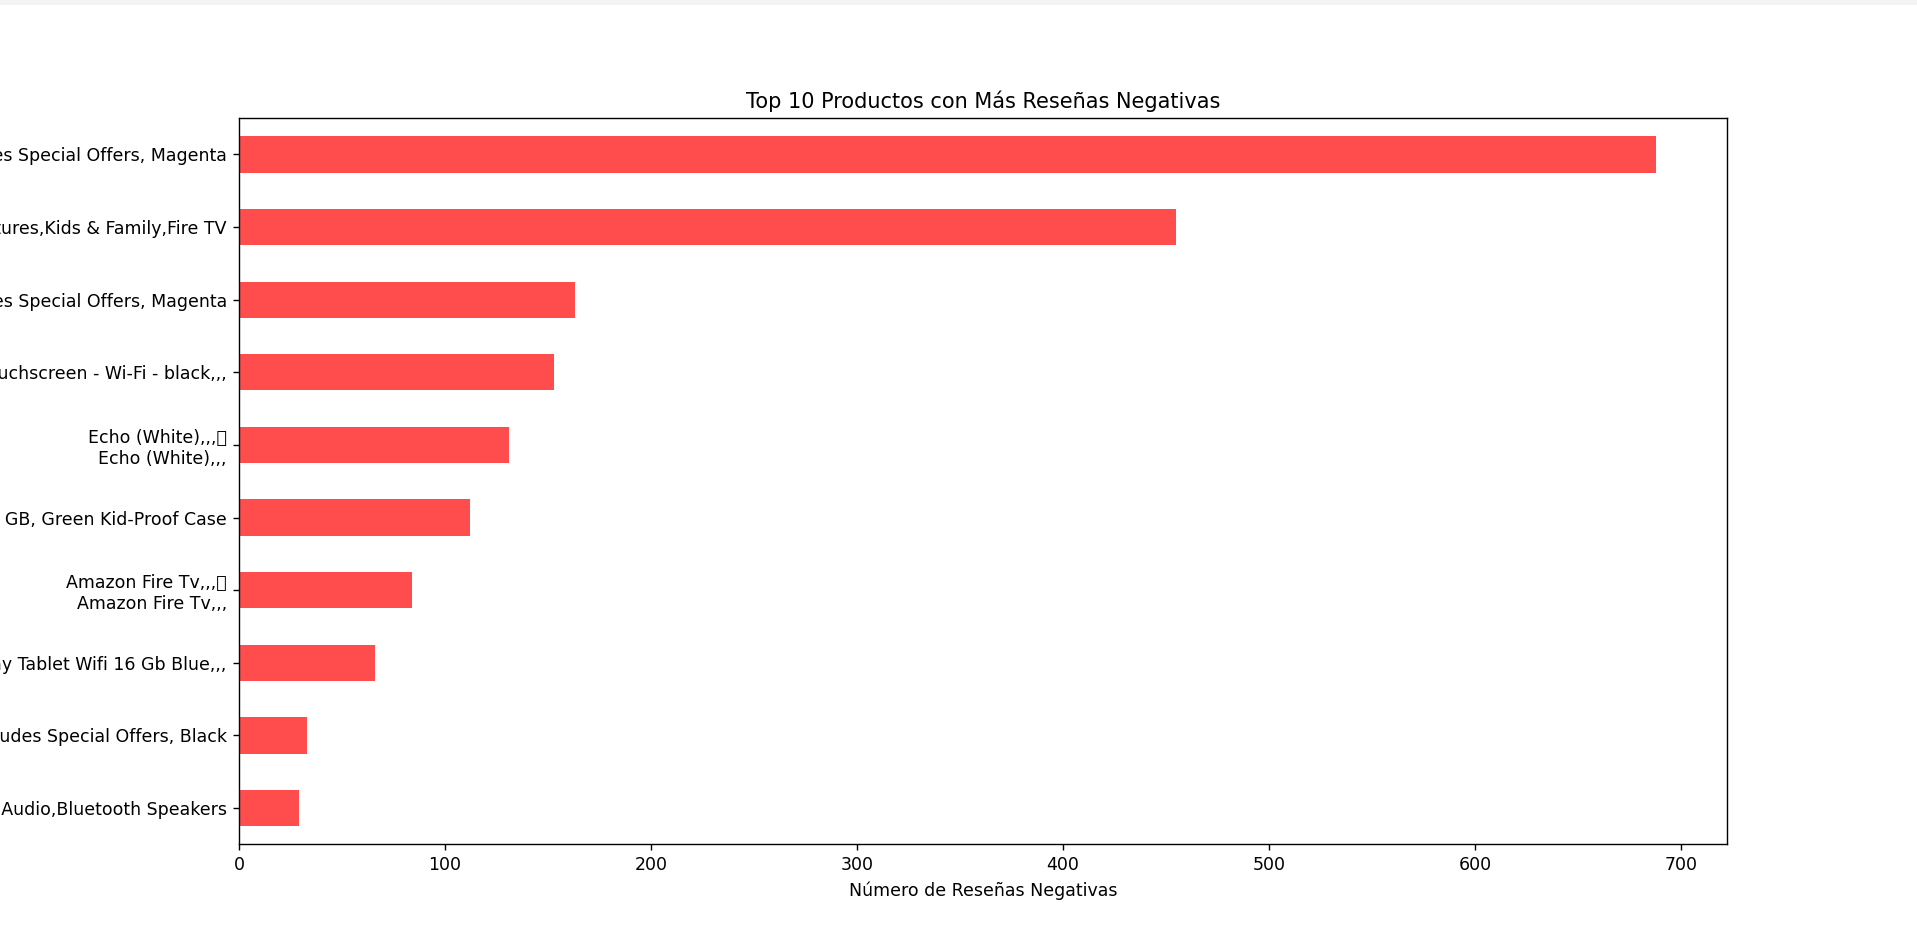 Top 10 Productos con Más Reseñas Negativas
es Special Offers, Magenta
tures,Kids & Family,Fire TV
es Special Offers, Magenta
uchscreen - Wi-Fi - black,,,
Echo (White),,,
Echo (White),,,
GB, Green Kid-Proof Case
Amazon Fire Tv,,,
Amazon Fire Tv,,,
y Tablet Wifi 16 Gb Blue,,,
udes Special Offers, Black
Audio,Bluetooth Speakers
0 100 200 300 400 500 600 700
Número de Reseñas Negativas